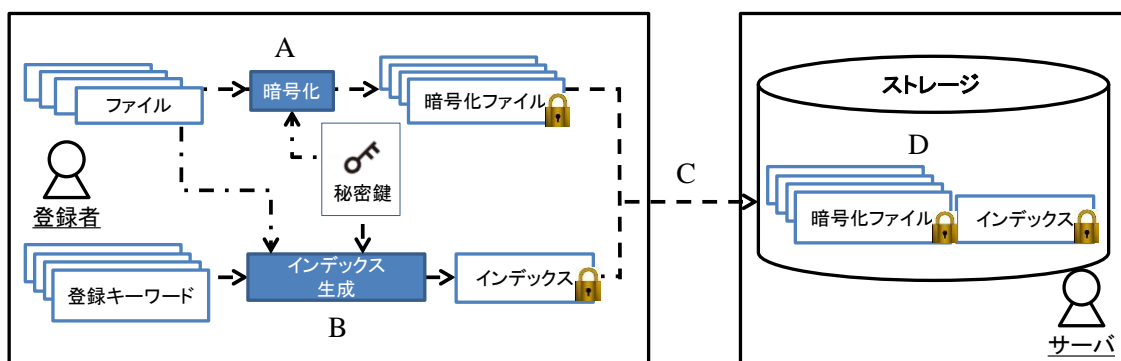 A
ファイル
暗号化
暗号化ファイル
秘密鍵
登録者
登録キーワード
インデックス
生成
インデックス
B
C
ストレージ
D
暗号化ファイル
インデックス
サーバ